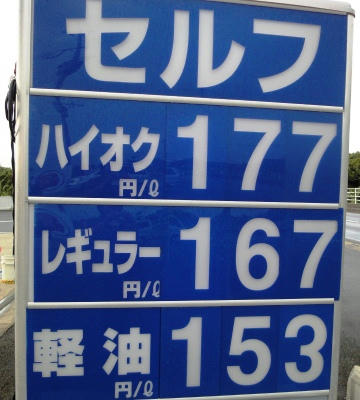 セルフ
ハイオク 177
円/ℓ
レギュラー 167
円/ℓ
軽油 153
円/ℓ